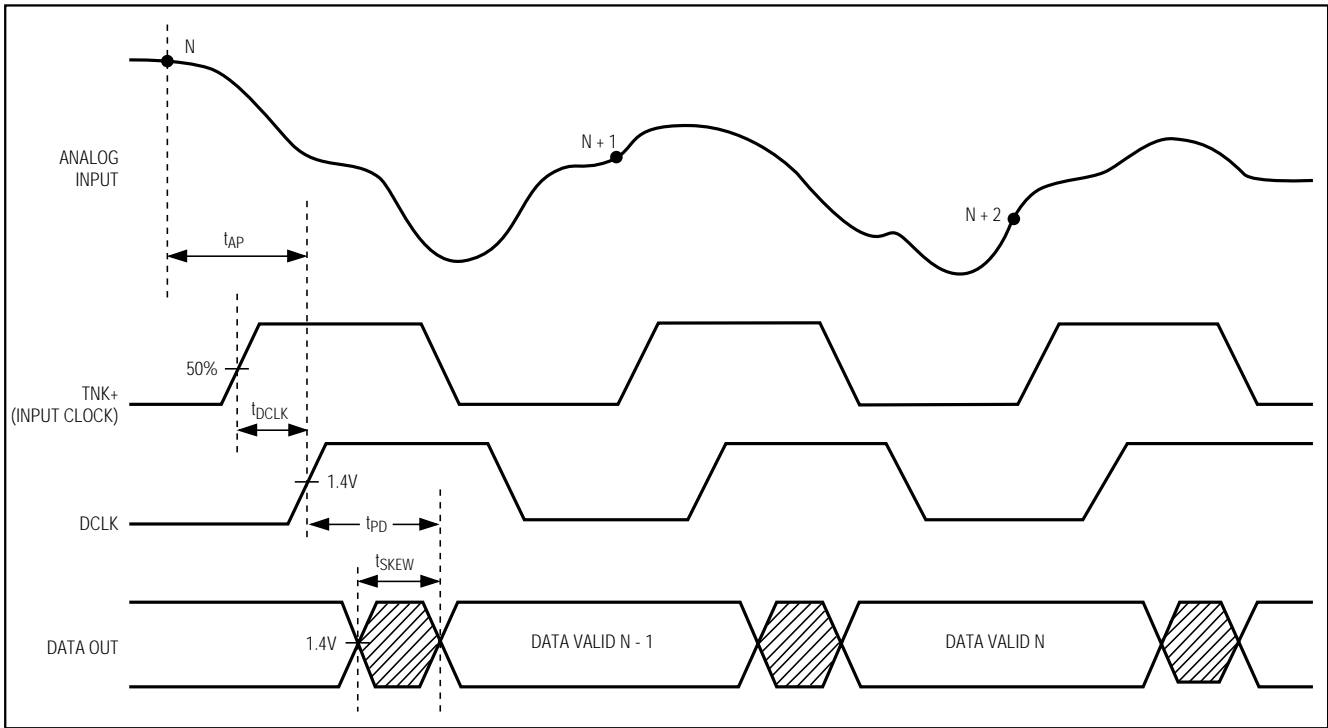 N
ANALOG
INPUT
N + 1
N + 2
tAP
50%
TNK+
(INPUT CLOCK)
tDCLK
1.4V
DCLK
tPD
tSKEW
DATA OUT
1.4V
DATA VALID N - 1
DATA VALID N